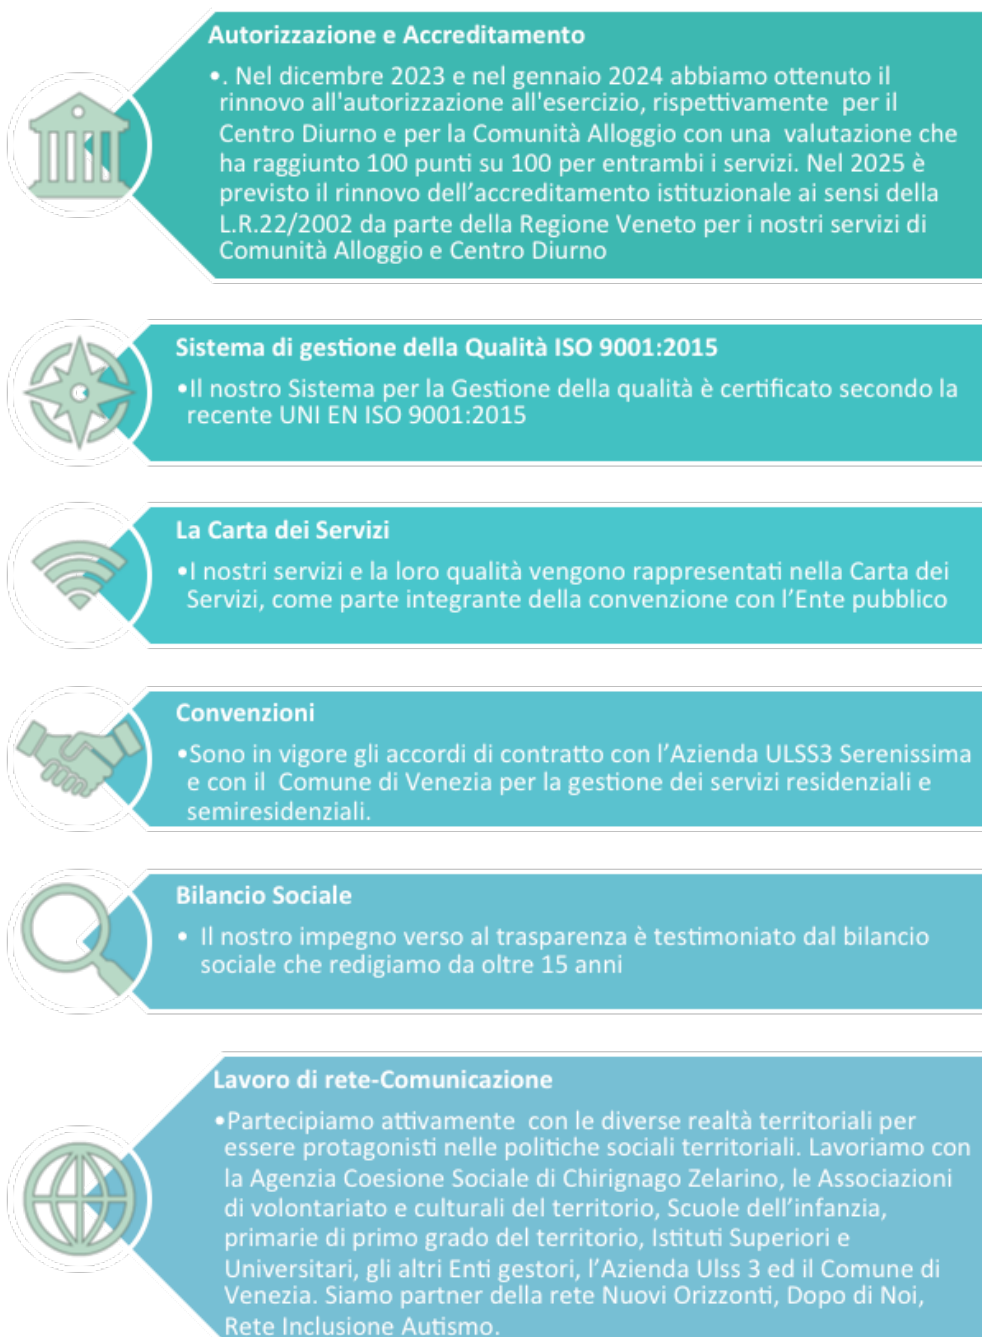 Autorizzazione e Accreditamento
•. Nel dicembre 2023 e nel gennaio 2024 abbiamo ottenuto il
rinnovo all'autorizzazione all'esercizio, rispettivamente per il
Centro Diurno e per la Comunità Alloggio con una valutazione che
ha raggiunto 100 punti su 100 per entrambi i servizi. Nel 2025 è
previsto il rinnovo dell’accreditamento istituzionale ai sensi della
L.R.22/2002 da parte della Regione Veneto per i nostri servizi di
Comunità Alloggio e Centro Diurno
Sistema di gestione della Qualità ISO 9001:2015
•Il nostro Sistema per la Gestione della qualità è certificato secondo la
recente UNI EN ISO 9001:2015
La Carta dei Servizi
•I nostri servizi e la loro qualità vengono rappresentati nella Carta dei
Servizi, come parte integrante della convenzione con l’Ente pubblico
Convenzioni
•Sono in vigore gli accordi di contratto con l’Azienda ULSS3 Serenissima
e con il Comune di Venezia per la gestione dei servizi residenziali e
semiresidenziali.
Bilancio Sociale
• Il nostro impegno verso al trasparenza è testimoniato dal bilancio
sociale che redigiamo da oltre 15 anni
Lavoro di rete-Comunicazione
•Partecipiamo attivamente con le diverse realtà territoriali per
essere protagonisti nelle politiche sociali territoriali. Lavoriamo con
la Agenzia Coesione Sociale di Chirignago Zelarino, le Associazioni
di volontariato e culturali del territorio, Scuole dell’infanzia,
primarie di primo grado del territorio, Istituti Superiori e
Universitari, gli altri Enti gestori, l’Azienda Ulss 3 ed il Comune di
Venezia. Siamo partner della rete Nuovi Orizzonti, Dopo di Noi,
Rete Inclusione Autismo.